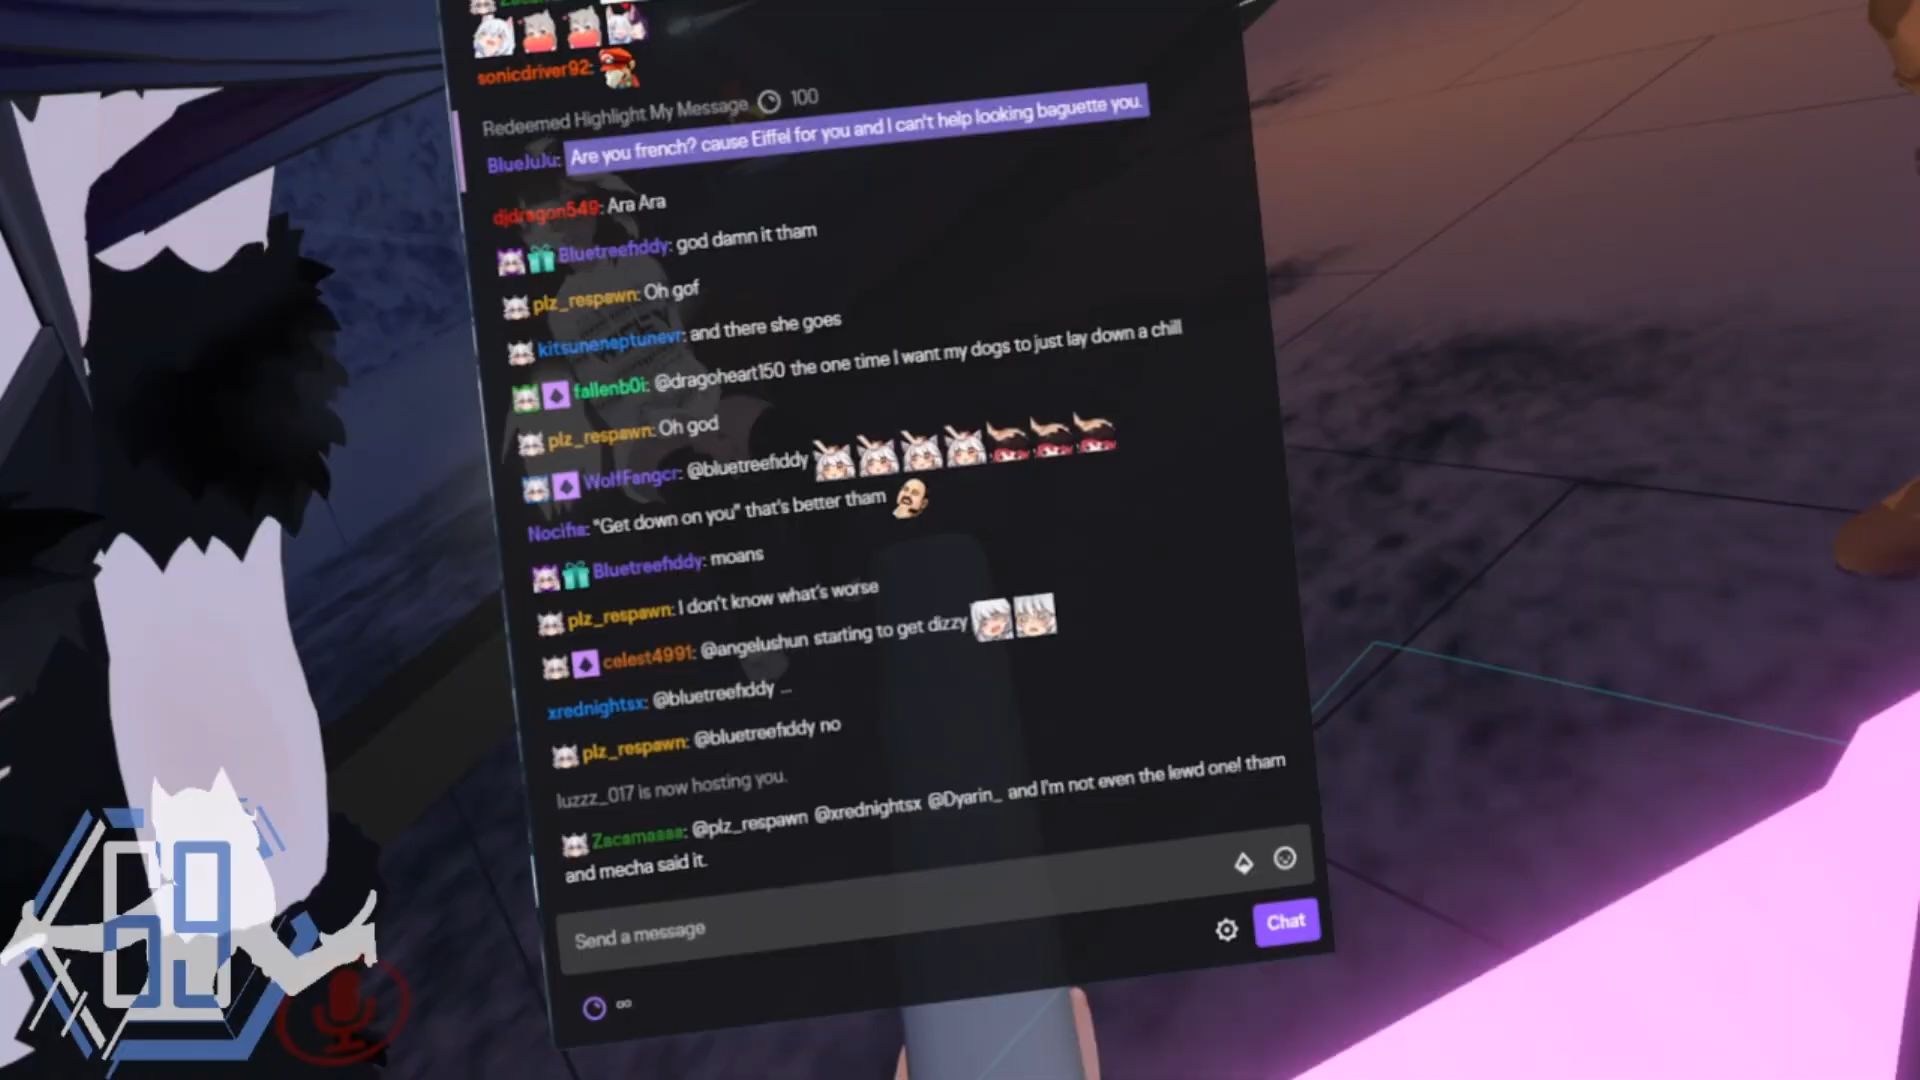 sonicdriver92:
Redeemed Highlight My Message 100
BlueJuJu: Are you french? cause Eiffel for you and I can't help looking baguette you.
djdragon549: Ara Ara
Bluetreefiddy: god damn it tham
plz_respawn: Oh gof
kitsuneneptunevr: and there she goes
fallenb0i: @dragoheart150 the one time I want my dogs to just lay down a chill
plz_respawn: Oh god
WolfFangcr: @bluetreefiddy
Nocifia: "Get down on you" that's better tham
Bluetreefiddy: moans
plz_respawn: I don't know what's worse
celest4991: @angelushun starting to get dizzy
xrednightsx: @bluetreefiddy ...
plz_respawn: @bluetreefiddy no
luzzz_017 is now hosting you.
Zacamaaaa: @plz_respawn @xrednightsx @Dyarin_ and I'm not even the lewd one! tham
and mecha said it.
Send a message
Chat
∞
69